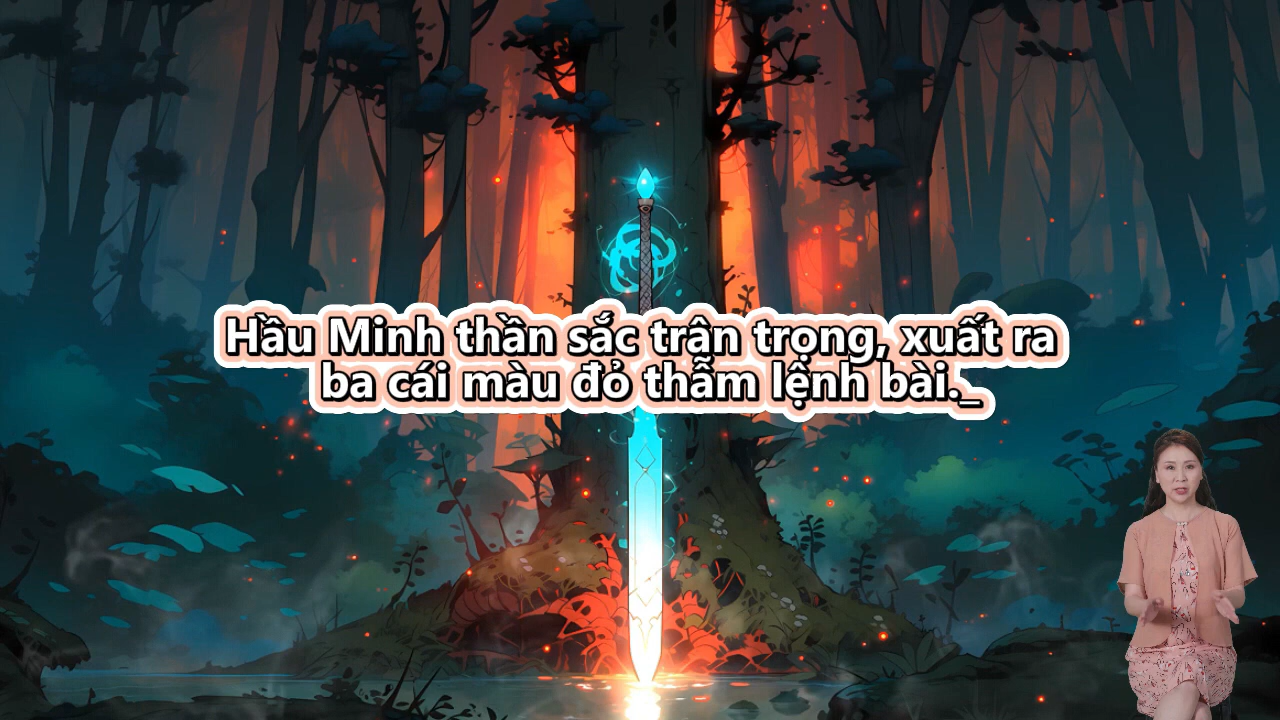 Hầu Minh thần sắc trận trọng, xuất ra
ba cái màu đỏ thẫm lệnh bài._